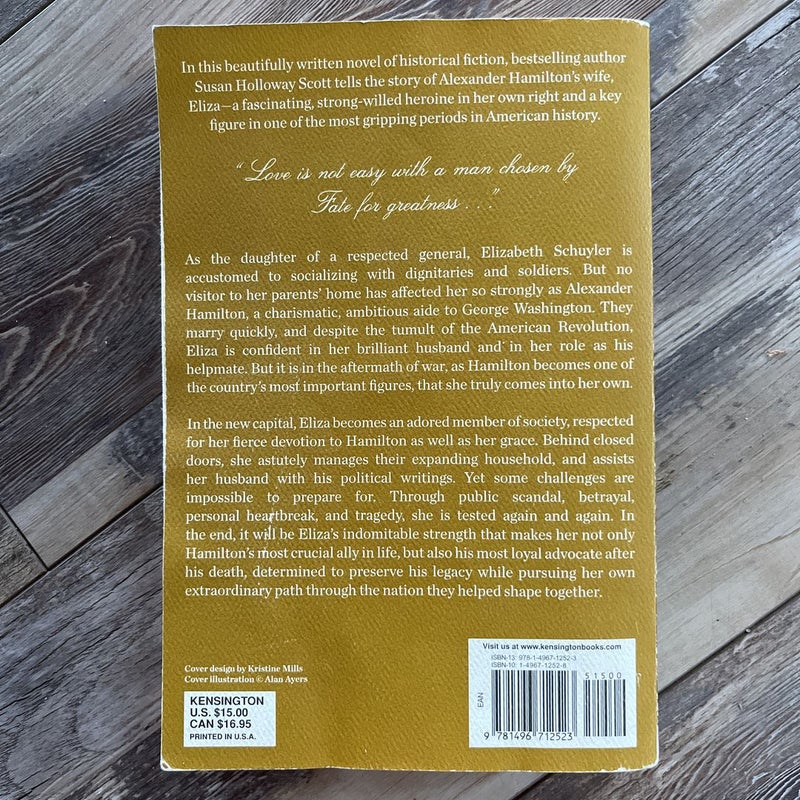 In this beautifully written novel of historical fiction, bestselling author
Susan Holloway Scott tells the story of Alexander Hamilton's wife,
Eliza—a fascinating, strong-willed heroine in her own right and a key
figure in one of the most gripping periods in American history.
"Love is not easy with a man chosen by
Fate for greatness . . ."
As the daughter of a respected general, Elizabeth Schuyler is
accustomed to socializing with dignitaries and soldiers. But no
visitor to her parents' home has affected her so strongly as Alexander
Hamilton, a charismatic, ambitious aide to George Washington. They
marry quickly, and despite the tumult of the American Revolution,
Eliza is confident in her brilliant husband and in her role as his
helpmate. But it is in the aftermath of war, as Hamilton becomes one of
the country's most important figures, that she truly comes into her own.
In the new capital, Eliza becomes an adored member of society, respected
for her fierce devotion to Hamilton as well as her grace. Behind closed
doors, she astutely manages their expanding household, and assists
her husband with his political writings. Yet some challenges are
impossible to prepare for. Through public scandal, betrayal,
personal heartbreak, and tragedy, she is tested again and again. In
the end, it will be Eliza's indomitable strength that makes her not only
Hamilton's most crucial ally in life, but also his most loyal advocate after
his death, determined to preserve his legacy while pursuing her own
extraordinary path through the nation they helped shape together.
Cover design by Kristine Mills
Cover illustration © Alan Ayers
KENSINGTON
U.S. $15.00
CAN $16.95
PRINTED IN U.S.A.
Visit us at www.kensingtonbooks.com
ISBN-13: 978-1-4967-1252-3
ISBN-10: 1-4967-1252-8
51500
EAN
9 781496 712523